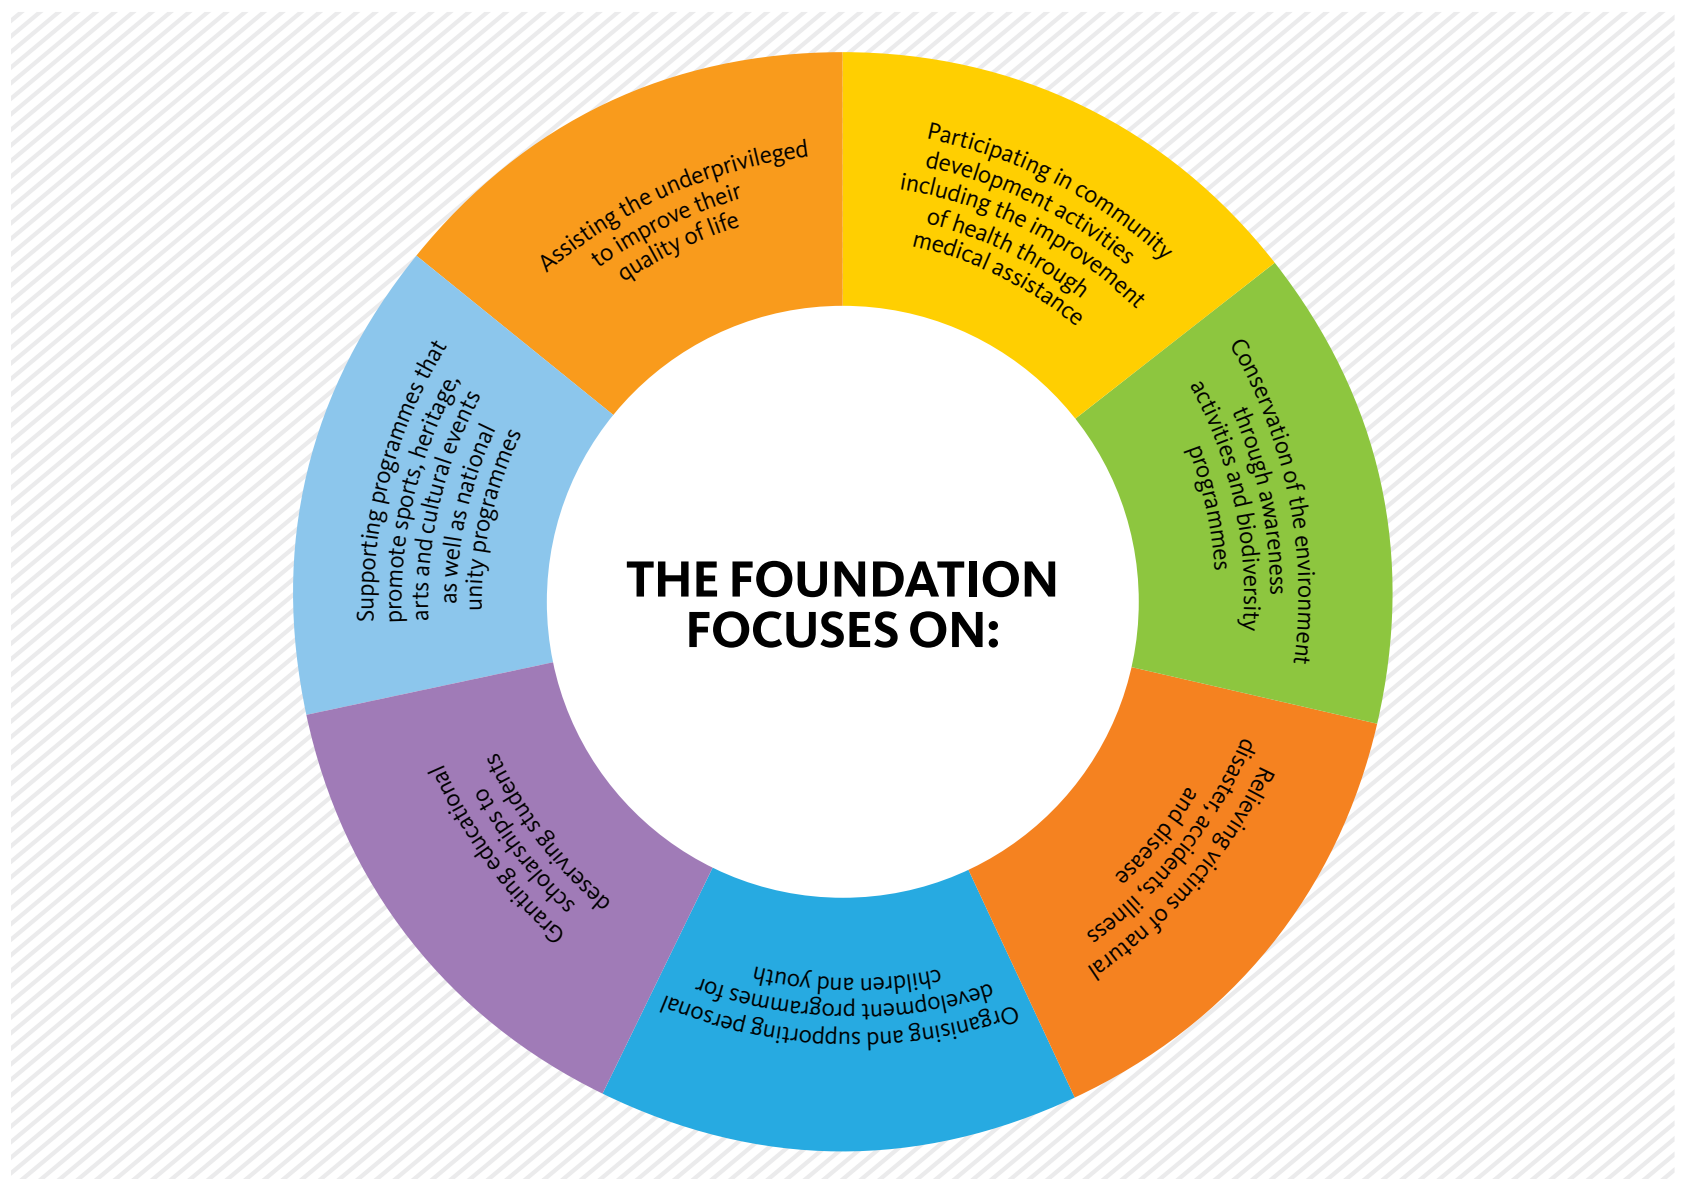 THE FOUNDATION
FOCUSES ON:
Participating in community
development activities
including the improvement
of health through
medical assistance
Conservation of the environment
through awareness
activities and biodiversity
programmes
Relieving victims of natural
disaster, accidents, illness
and disease
Organising and supporting personal
development programmes for
children and youth
Granting educational
scholarships to
deserving students
Supporting programmes that
promote sports, heritage,
arts and cultural events
as well as national
unity programmes
Assisting the underprivileged
to improve their
quality of life